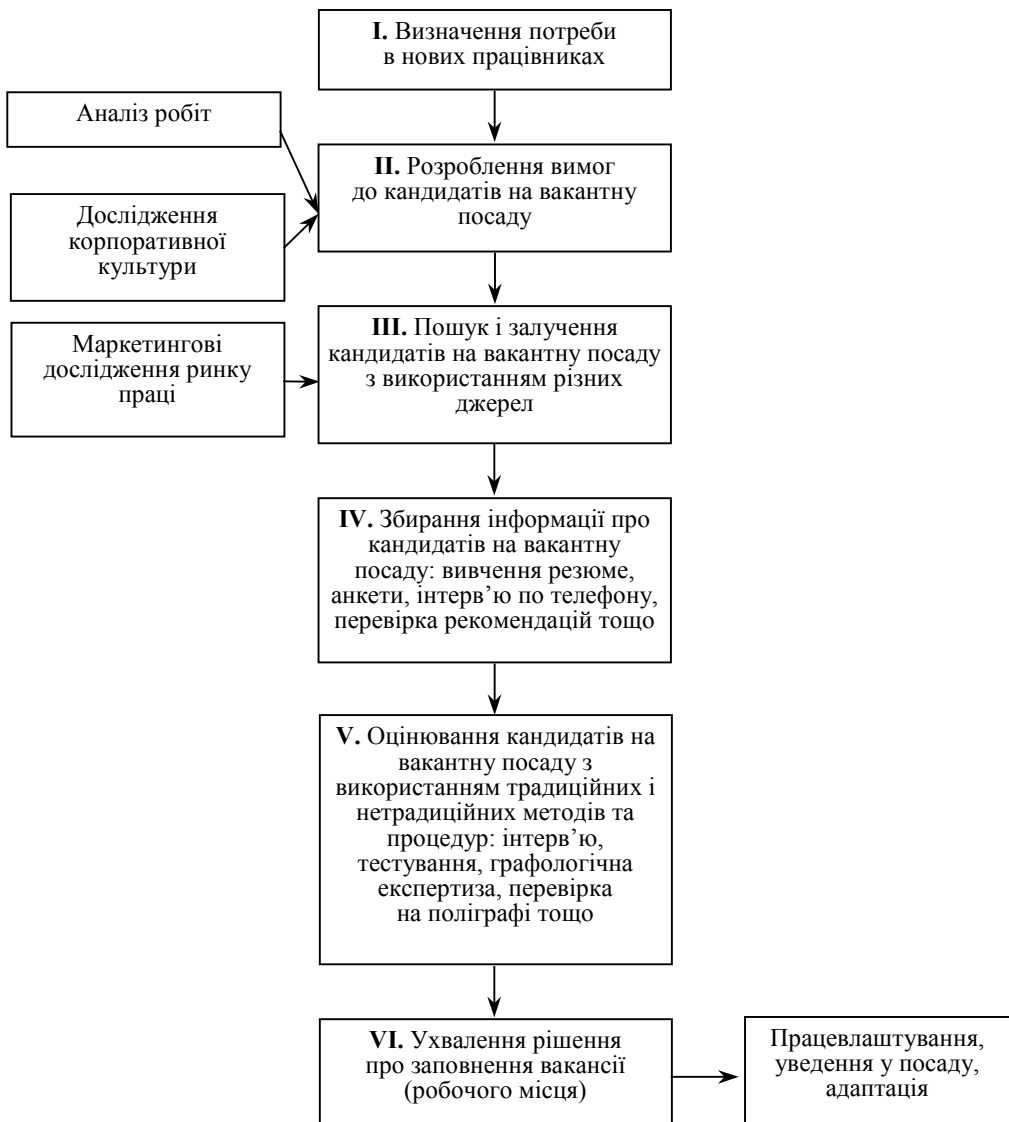 I. Визначення потреби
в нових працівниках
Аналіз робіт
II. Розроблення вимог
до кандидатів на вакантну
посаду
Дослідження
корпоративної
культури
III. Пошук і залучення
кандидатів на вакантну посаду
з використанням різних
джерел
Маркетингові
дослідження ринку
праці
IV. Збирання інформації про
кандидатів на вакантну
посаду: вивчення резюме,
анкети, інтерв’ю по телефону,
перевірка рекомендацій тощо
V. Оцінювання кандидатів на
вакантну посаду з
використанням традиційних і
нетрадиційних методів та
процедур: інтерв’ю,
тестування, графологічна
експертиза, перевірка
на поліграфі тощо
VI. Ухвалення рішення
про заповнення вакансії
(робочого місця)
Працевлаштування,
уведення у посаду,
адаптація